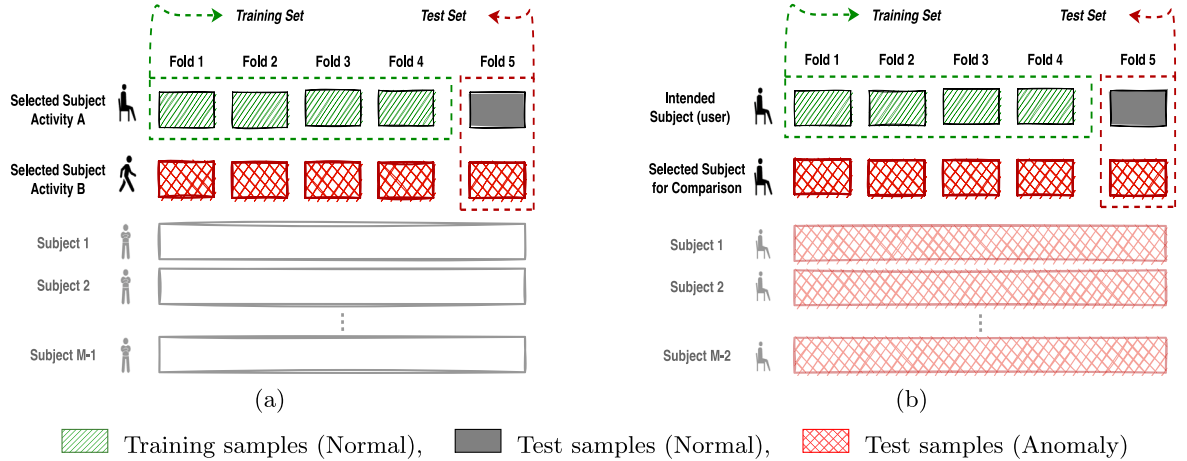 Training Set Test Set
Fold 1 Fold 2 Fold 3 Fold 4 Fold 5
Selected Subject
Activity A
Selected Subject
Activity B
Subject 1
Subject 2
Subject M-1
(a)
Training Set Test Set
Fold 1 Fold 2 Fold 3 Fold 4 Fold 5
Intended
Subject (user)
Selected Subject
for Comparison
Subject 1
Subject 2
Subject M-2
(b)
Training samples (Normal), Test samples (Normal), Test samples (Anomaly)